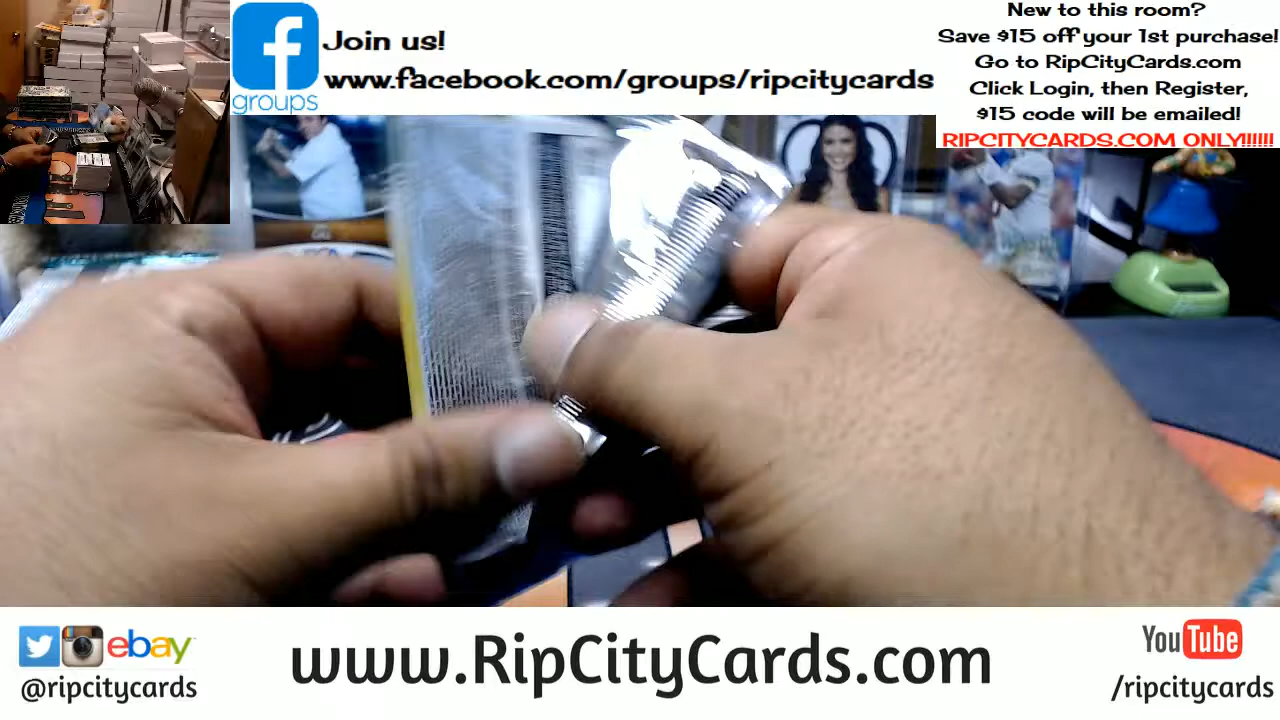 Join us!
www.facebook.com/groups/ripcitycards
groups
New to this room?
Save $15 off your 1st purchase!
Go to RipCityCards.com
Click Login, then Register,
$15 code will be emailed!
RIPCITYCARDS.COM ONLY!!!!!!
ebay
@ripcitycards
www.RipCityCards.com
YouTube
/ripcitycards